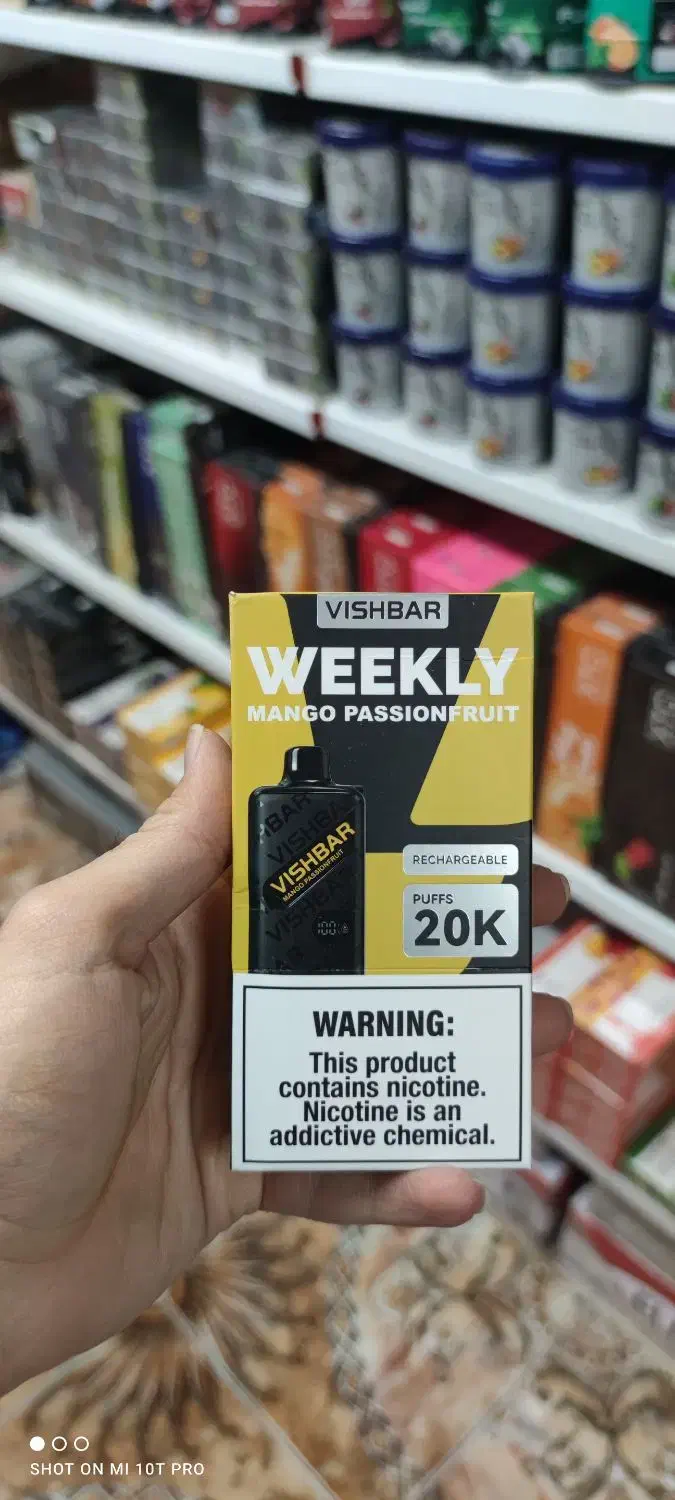 VISHBAR
WEEKLY
MANGO PASSIONFRUIT
VISHBAR
MANGO PASSIONFRUIT
100
RECHARGEABLE
PUFFS
20K
WARNING:
This product
contains nicotine.
Nicotine is an
addictive chemical.
SHOT ON MI 10T PRO